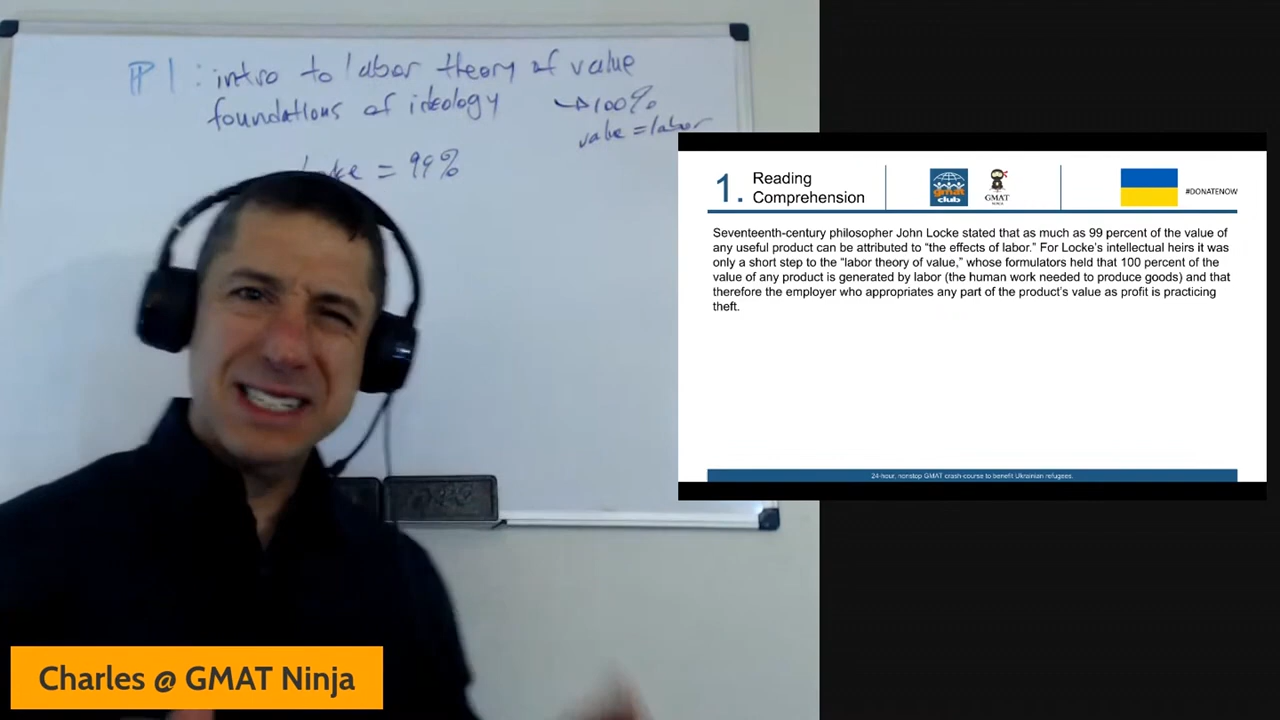 P1: intro to labor theory of value
foundations of ideology → 100%
value = labor
Locke = 99%
1. Reading
Comprehension
gmat
club
GMAT
NINJA
#DONATENOW
Seventeenth-century philosopher John Locke stated that as much as 99 percent of the value of
any useful product can be attributed to “the effects of labor.” For Locke’s intellectual heirs it was
only a short step to the “labor theory of value,” whose formulators held that 100 percent of the
value of any product is generated by labor (the human work needed to produce goods) and that
therefore the employer who appropriates any part of the product’s value as profit is practicing
theft.
24-hour, nonstop GMAT crash-course to benefit Ukrainian refugees.
Charles @ GMAT Ninja